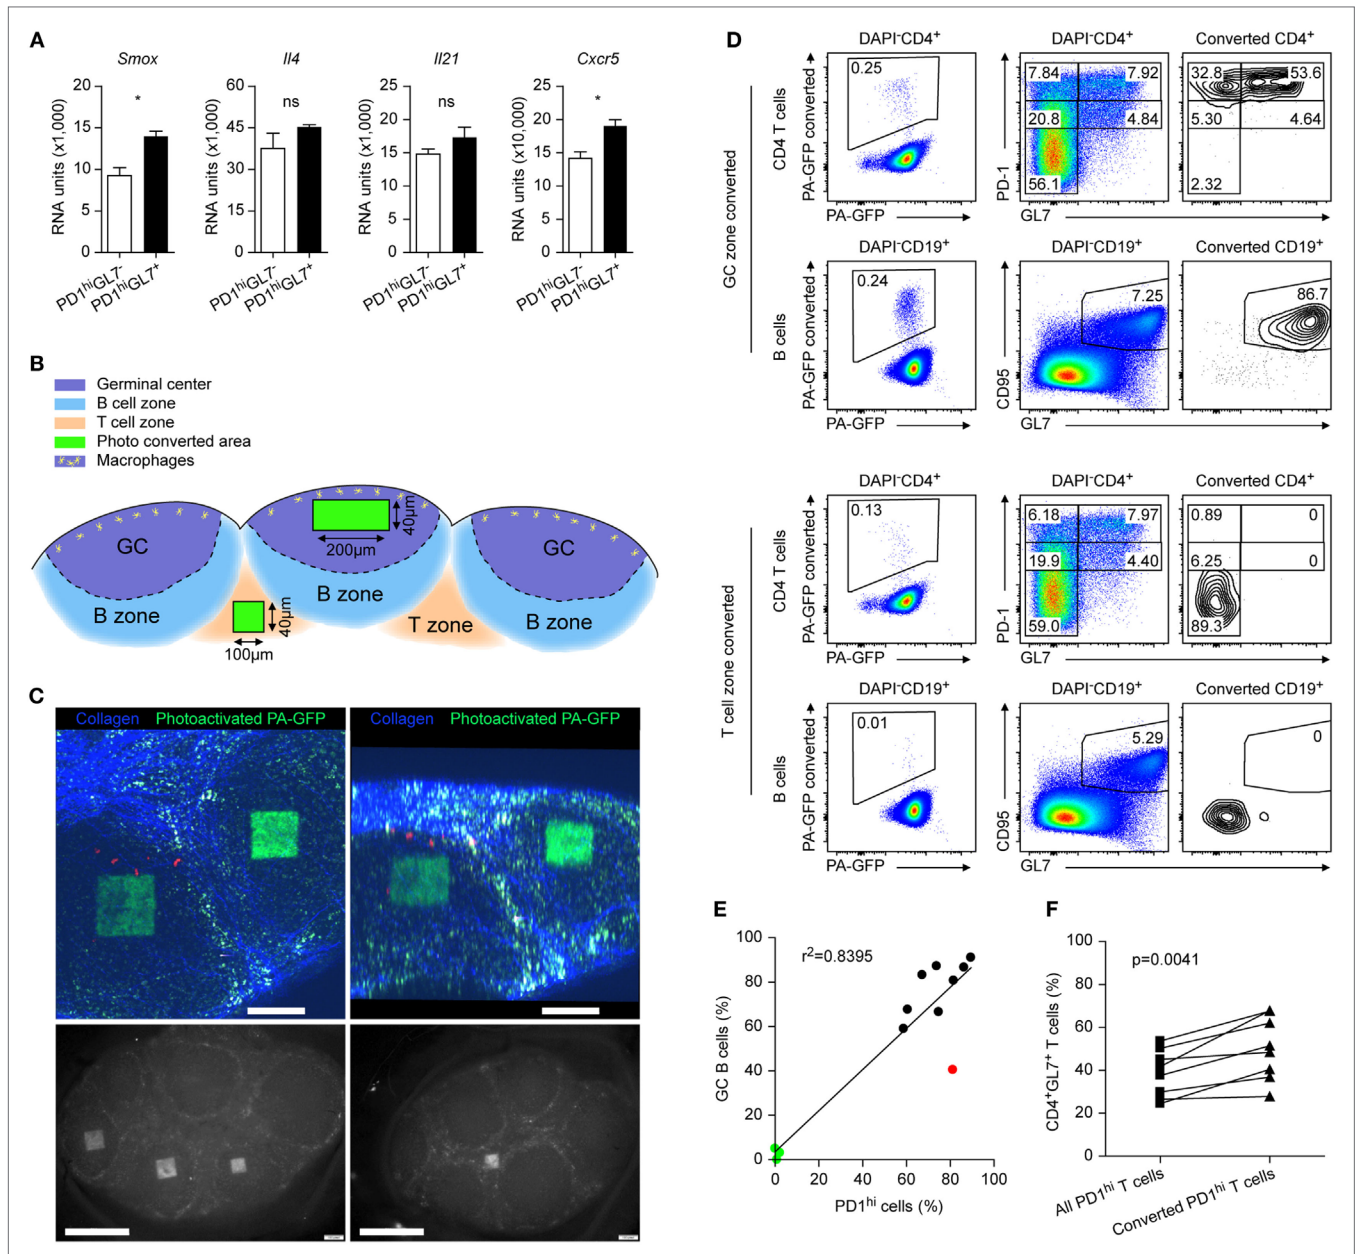 A
Smox
Il4
Il21
Cxcr5
RNA units (x1,000)
20
15
10
5
0
*
PD1hiGL7-
PD1hiGL7+
RNA units (x1,000)
60
45
30
15
0
ns
PD1hiGL7-
PD1hiGL7+
RNA units (x1,000)
25
20
15
10
5
0
ns
PD1hiGL7-
PD1hiGL7+
RNA units (x10,000)
25
20
15
10
5
0
*
PD1hiGL7-
PD1hiGL7+
B
Germinal center
B cell zone
T cell zone
Photo converted area
Macrophages
GC
B zone
40µm
200µm
B zone
40µm
100µm
T zone
GC
B zone
C
Collagen Photoactivated PA-GFP
Collagen Photoactivated PA-GFP
D
GC zone converted
CD4 T cells
DAPI-CD4+
PA-GFP converted
0.25
PA-GFP
DAPI-CD4+
PD-1
7.84
7.92
20.8
4.84
56.1
GL7
Converted CD4+
32.8
53.6
5.30
4.64
2.32
B cells
DAPI-CD19+
PA-GFP converted
0.24
PA-GFP
DAPI-CD19+
CD95
7.25
GL7
Converted CD19+
86.7
T cell zone converted
CD4 T cells
DAPI-CD4+
PA-GFP converted
0.13
PA-GFP
DAPI-CD4+
PD-1
6.18
7.97
19.9
4.40
59.0
GL7
Converted CD4+
0.89
0
6.25
0
89.3
B cells
DAPI-CD19+
PA-GFP converted
0.01
PA-GFP
DAPI-CD19+
CD95
5.29
GL7
Converted CD19+
0
E
GC B cells (%)
100
80
60
40
20
0
r2=0.8395
0 20 40 60 80 100
PD1hi cells (%)
F
CD4+GL7+ T cells (%)
100
80
60
40
20
0
p=0.0041
All PD1hi T cells
Converted PD1hi T cells